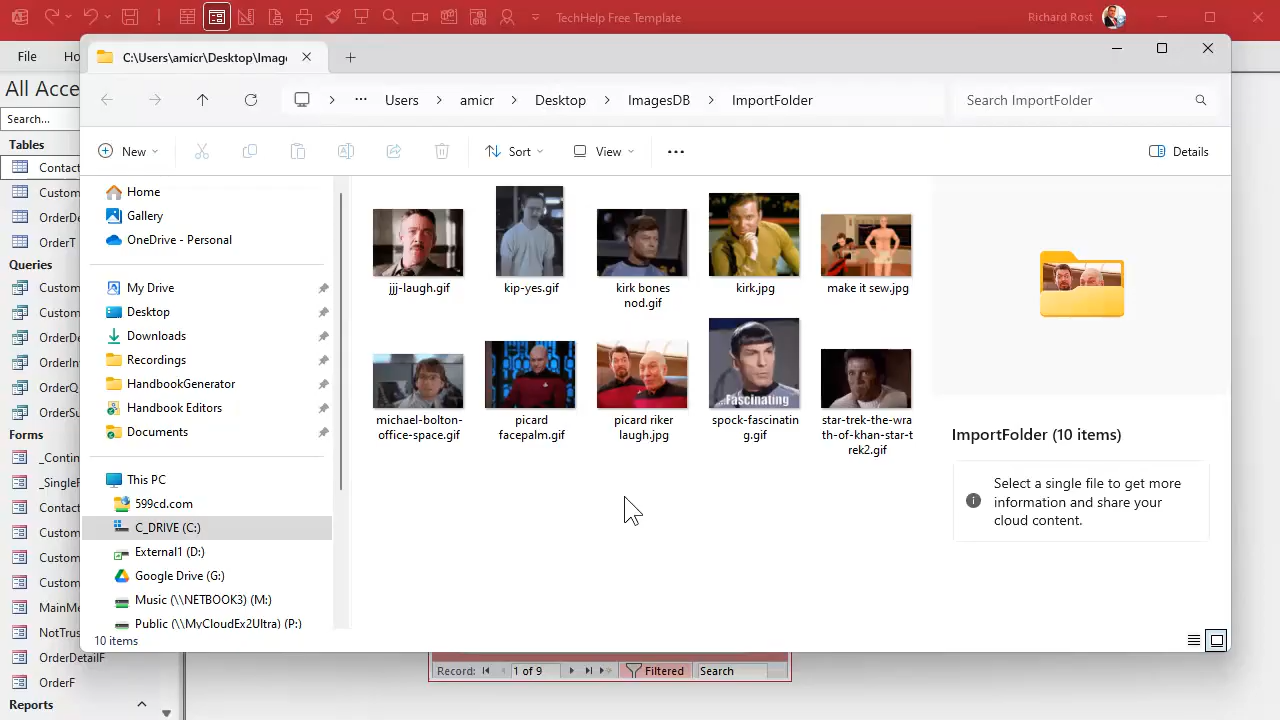 TechHelp Free Template
Richard Rost
File
Ho
C:\Users\amicr\Desktop\Image
All Acce
Users
amicr
Desktop
ImagesDB
ImportFolder
Search ImportFolder
Search...
New
Sort
View
Details
Tables
Contact
Custom
OrderDe
OrderT
Queries
Custom
Custom
OrderDe
OrderInv
OrderQ
OrderSu
Forms
_Contin
_SingleF
Contact
Custom
Custom
Custom
MainMe
NotTrus
OrderDetailF
OrderF
Reports
Home
Gallery
OneDrive - Personal
My Drive
Desktop
Downloads
Recordings
HandbookGenerator
Handbook Editors
Documents
This PC
599cd.com
C_DRIVE (C:)
External1 (D:)
Google Drive (G:)
Music (\\NETBOOK3) (M:)
Public (\\MyCloudEx2Ultra) (P:)
10 items
jjj-laugh.gif
kip-yes.gif
kirk bones
nod.gif
kirk.jpg
make it sew.jpg
michael-bolton-
office-space.gif
picard
facepalm.gif
picard riker
laugh.jpg
...Fascinating
spock-fascinatin
g.gif
star-trek-the-wra
th-of-khan-star-t
rek2.gif
ImportFolder (10 items)
Select a single file to get more
information and share your
cloud content.
Record:
1 of 9
Filtered
Search